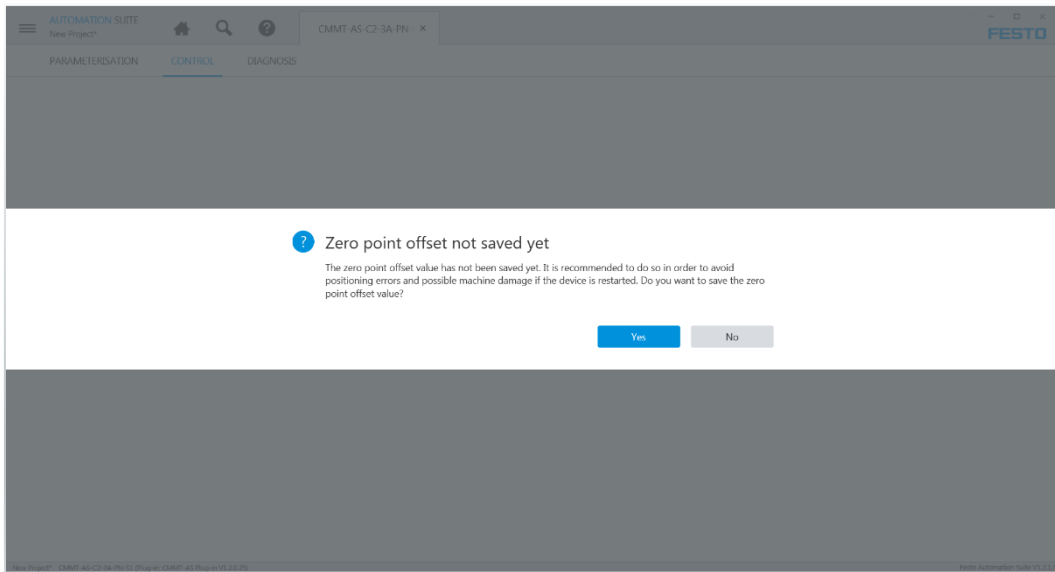 AUTOMATION SUITE
New Project*
CMMT-AS-C2-3A-PN
FESTO
PARAMETERISATION CONTROL DIAGNOSIS
? Zero point offset not saved yet
The zero point offset value has not been saved yet. It is recommended to do so in order to avoid
positioning errors and possible machine damage if the device is restarted. Do you want to save the zero
point offset value?
Yes No